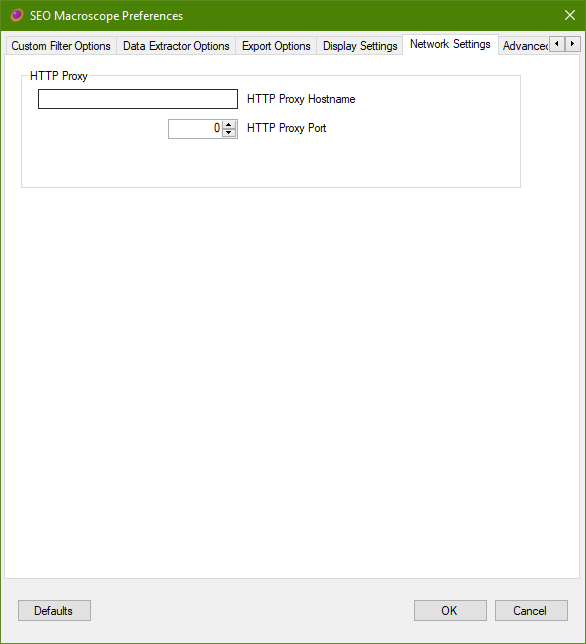 SEO Macroscope Preferences
Custom Filter Options Data Extractor Options Export Options Display Settings Network Settings Advanced
HTTP Proxy
HTTP Proxy Hostname
0 HTTP Proxy Port
Defaults OK Cancel